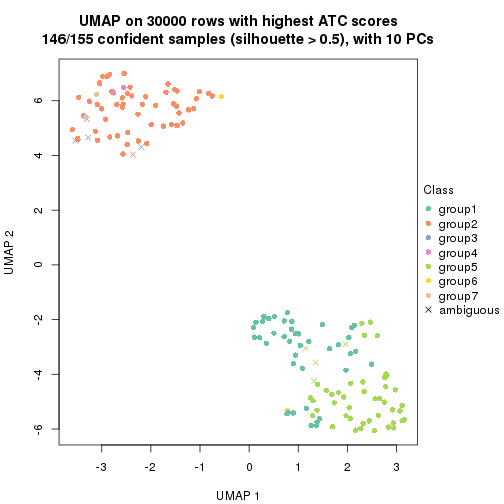 UMAP on 30000 rows with highest ATC scores
146/155 confident samples (silhouette > 0.5), with 10 PCs
UMAP 2
6
4
2
0
-2
-4
-6
-3
-2
-1
0
1
2
3
UMAP 1
Class
group1
group2
group3
group4
group5
group6
group7
ambiguous